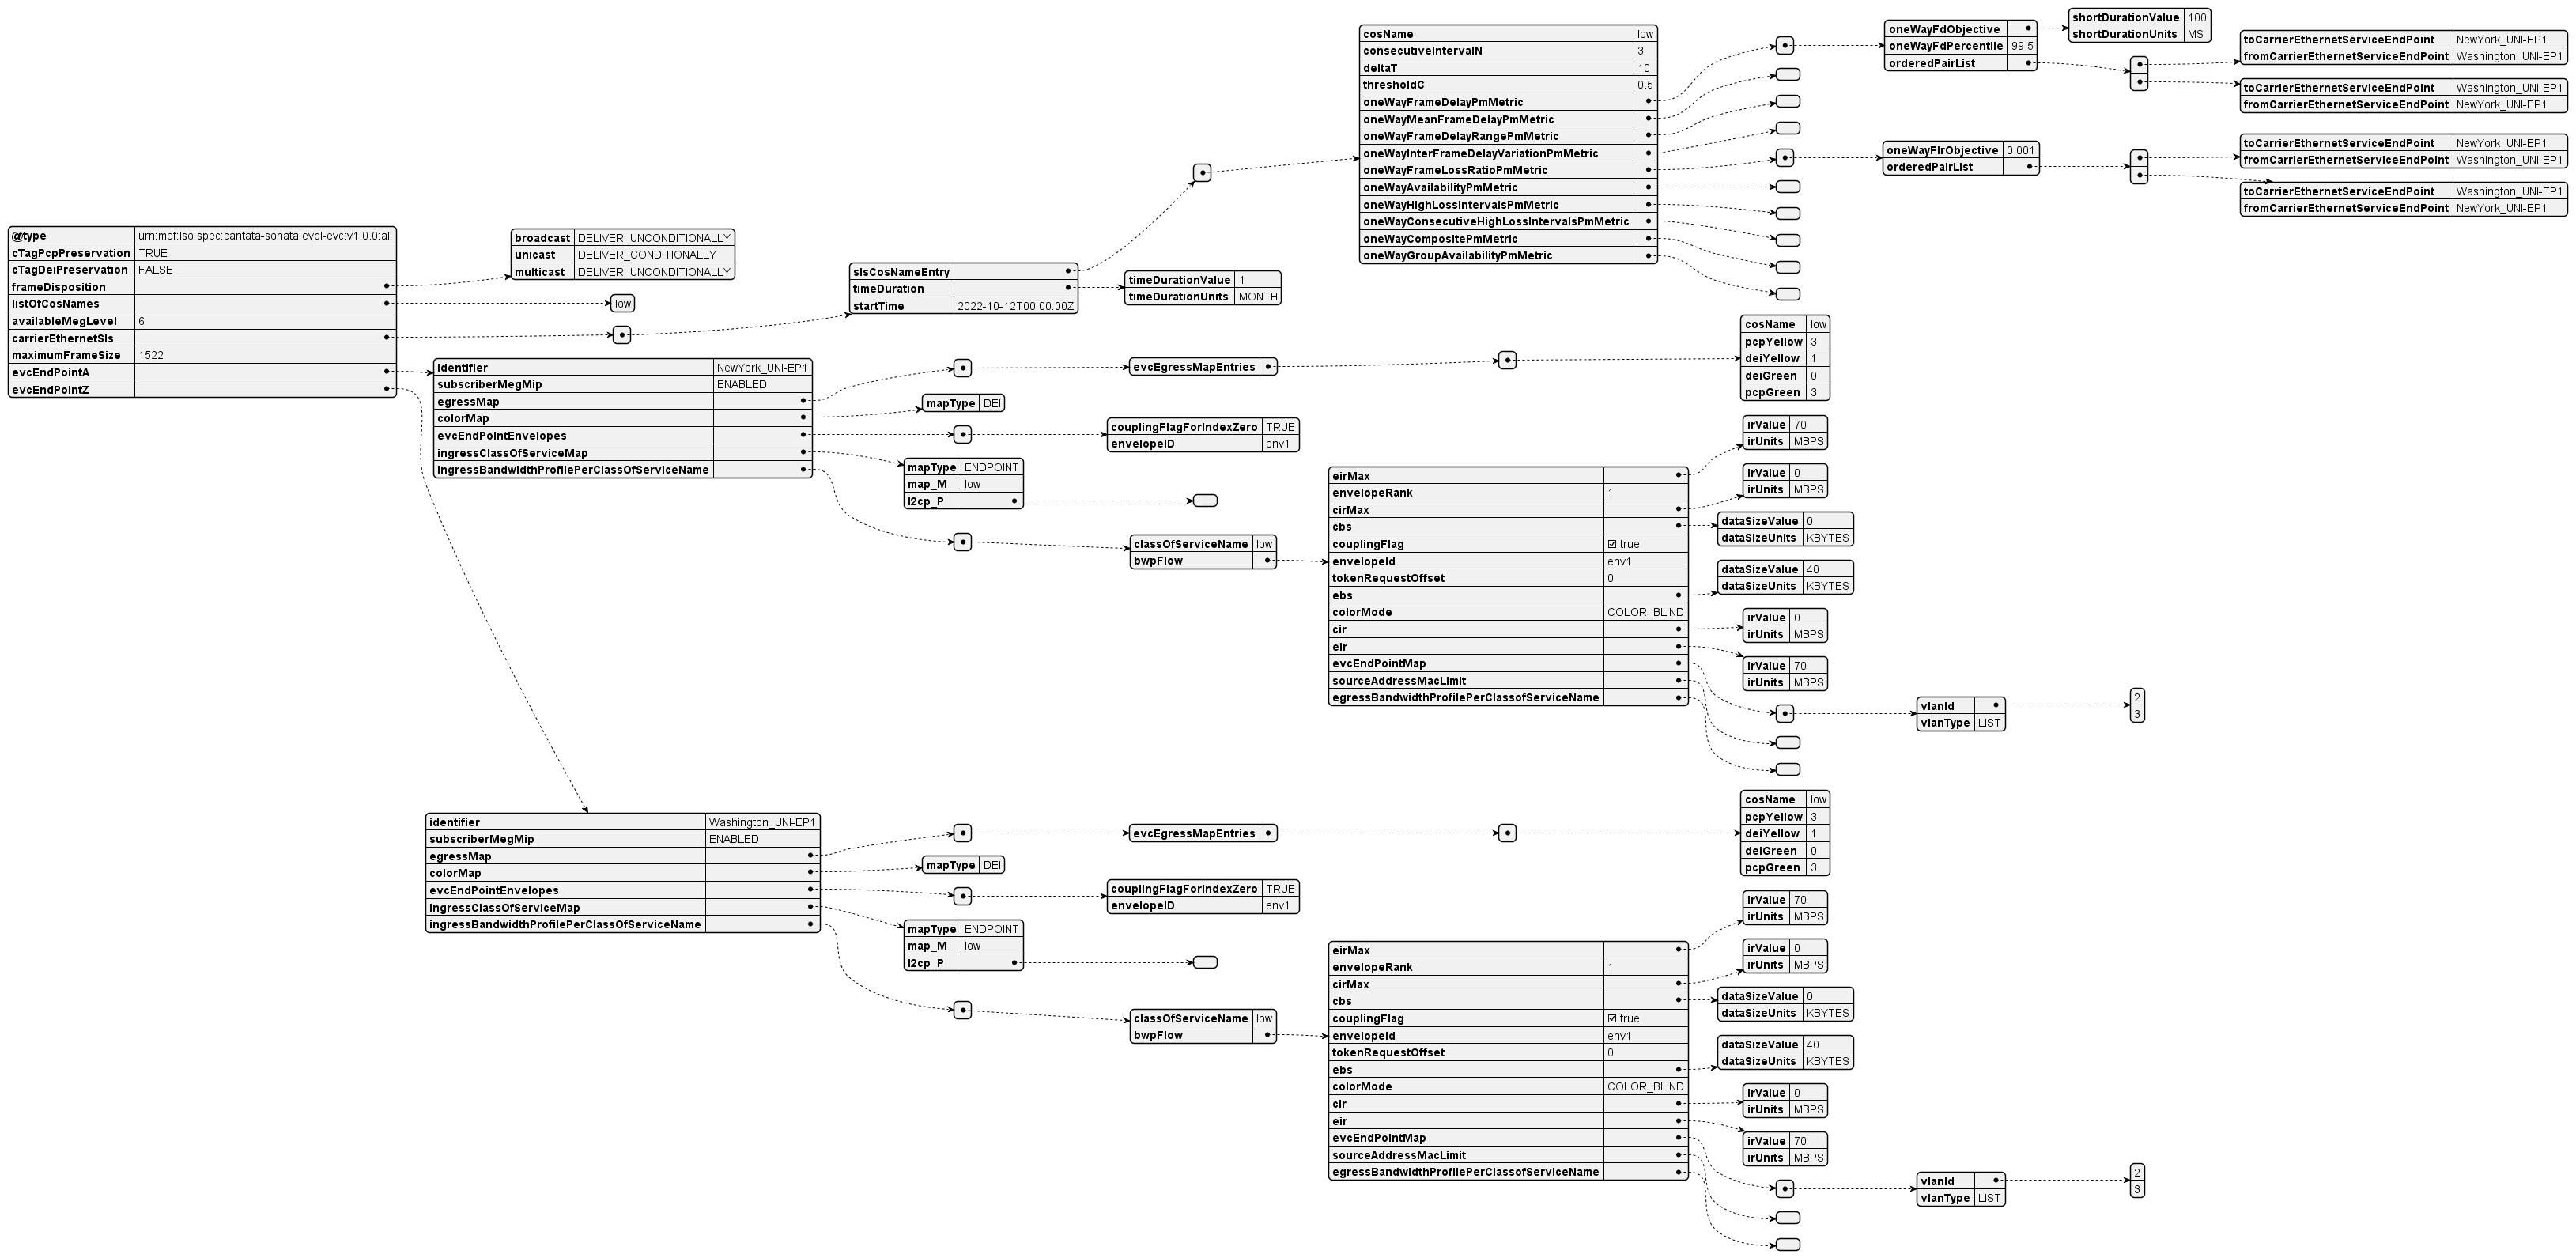 @type urn:mef:lso:spec:cantata-sonata:evpl-evc:v1.0.0:all
cTagPcpPreservation TRUE
cTagDeiPreservation FALSE
frameDisposition
listOfCosNames
availableMegLevel 6
carrierEthernetSls
maximumFrameSize 1522
evcEndPointA
evcEndPointZ
broadcast DELIVER_UNCONDITIONALLY
unicast DELIVER_CONDITIONALLY
multicast DELIVER_UNCONDITIONALLY
low
slsCosNameEntry
timeDuration
startTime 2022-10-12T00:00:00Z
timeDurationValue 1
timeDurationUnits MONTH
cosName low
consecutiveIntervalN 3
deltaT 10
thresholdC 0.5
oneWayFrameDelayPmMetric
oneWayMeanFrameDelayPmMetric
oneWayFrameDelayRangePmMetric
oneWayInterFrameDelayVariationPmMetric
oneWayFrameLossRatioPmMetric
oneWayAvailabilityPmMetric
oneWayHighLossIntervalsPmMetric
oneWayConsecutiveHighLossIntervalsPmMetric
oneWayCompositePmMetric
oneWayGroupAvailabilityPmMetric
oneWayFdObjective
oneWayFdPercentile 99.5
orderedPairList
shortDurationValue 100
shortDurationUnits MS
toCarrierEthernetServiceEndPoint NewYork_UNI-EP1
fromCarrierEthernetServiceEndPoint Washington_UNI-EP1
toCarrierEthernetServiceEndPoint Washington_UNI-EP1
fromCarrierEthernetServiceEndPoint NewYork_UNI-EP1
oneWayFlrObjective 0.001
orderedPairList
toCarrierEthernetServiceEndPoint NewYork_UNI-EP1
fromCarrierEthernetServiceEndPoint Washington_UNI-EP1
toCarrierEthernetServiceEndPoint Washington_UNI-EP1
fromCarrierEthernetServiceEndPoint NewYork_UNI-EP1
identifier NewYork_UNI-EP1
subscriberMegMip ENABLED
egressMap
colorMap
evcEndPointEnvelopes
ingressClassOfServiceMap
ingressBandwidthProfilePerClassOfServiceName
evcEgressMapEntries
cosName low
pcpYellow 3
deiYellow 1
deiGreen 0
pcpGreen 3
mapType DEI
couplingFlagForIndexZero TRUE
envelopeID env1
mapType ENDPOINT
map_M low
l2cp_P
classOfServiceName low
bwpFlow
eirMax
envelopeRank 1
cirMax
cbs
couplingFlag ☑ true
envelopeId env1
tokenRequestOffset 0
ebs
colorMode COLOR_BLIND
cir
eir
evcEndPointMap
sourceAddressMacLimit
egressBandwidthProfilePerClassofServiceName
irValue 70
irUnits MBPS
irValue 0
irUnits MBPS
dataSizeValue 0
dataSizeUnits KBYTES
dataSizeValue 40
dataSizeUnits KBYTES
irValue 0
irUnits MBPS
irValue 70
irUnits MBPS
vlanId
vlanType LIST
2
3
identifier Washington_UNI-EP1
subscriberMegMip ENABLED
egressMap
colorMap
evcEndPointEnvelopes
ingressClassOfServiceMap
ingressBandwidthProfilePerClassOfServiceName
evcEgressMapEntries
cosName low
pcpYellow 3
deiYellow 1
deiGreen 0
pcpGreen 3
mapType DEI
couplingFlagForIndexZero TRUE
envelopeID env1
mapType ENDPOINT
map_M low
l2cp_P
classOfServiceName low
bwpFlow
eirMax
envelopeRank 1
cirMax
cbs
couplingFlag ☑ true
envelopeId env1
tokenRequestOffset 0
ebs
colorMode COLOR_BLIND
cir
eir
evcEndPointMap
sourceAddressMacLimit
egressBandwidthProfilePerClassofServiceName
irValue 70
irUnits MBPS
irValue 0
irUnits MBPS
dataSizeValue 0
dataSizeUnits KBYTES
dataSizeValue 40
dataSizeUnits KBYTES
irValue 0
irUnits MBPS
irValue 70
irUnits MBPS
vlanId
vlanType LIST
2
3